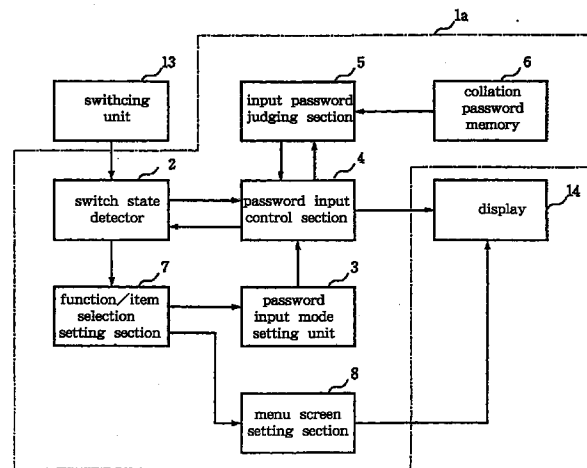 1a
13
swithcing
unit
5
input password
judging section
6
collation
password
memory
2
switch state
detector
4
password input
control section
14
display
7
function/item
selection
setting section
3
password
input mode
setting unit
8
menu screen
setting section